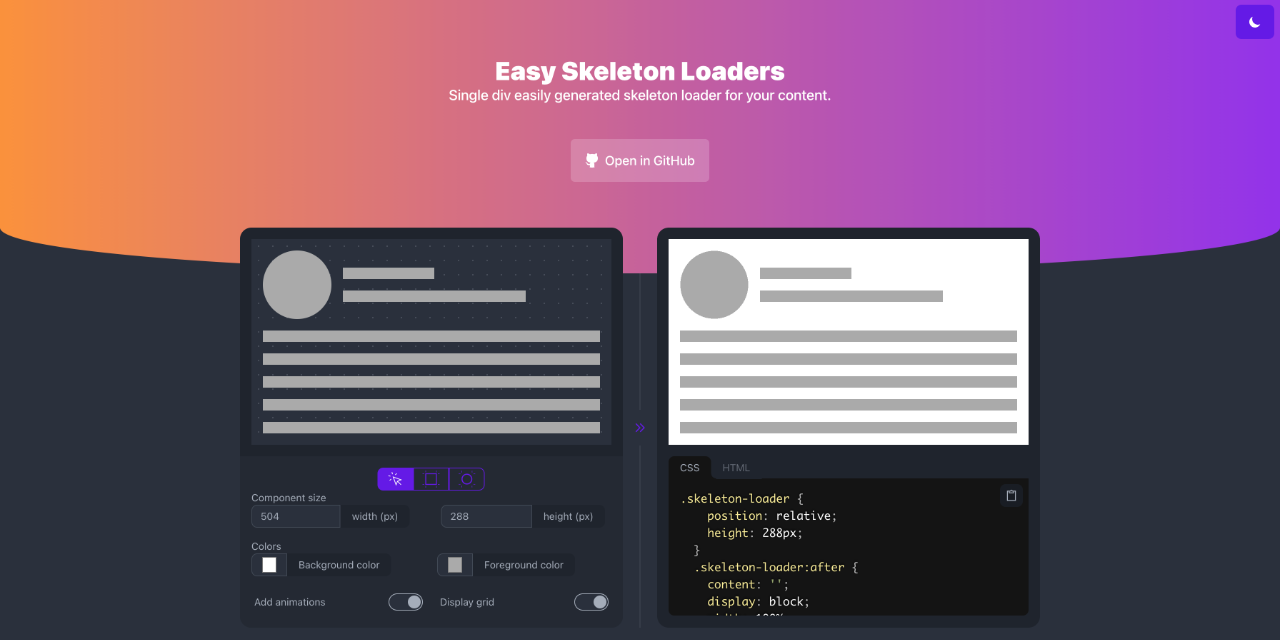 Easy Skeleton Loaders
Single div easily generated skeleton loader for your content.
Open in GitHub
Component size
504 width (px) 288 height (px)
Colors
Background color Foreground color
Add animations Display grid
CSS HTML
.skeleton-loader {
position: relative;
height: 288px;
}
.skeleton-loader:after {
content: '';
display: block;